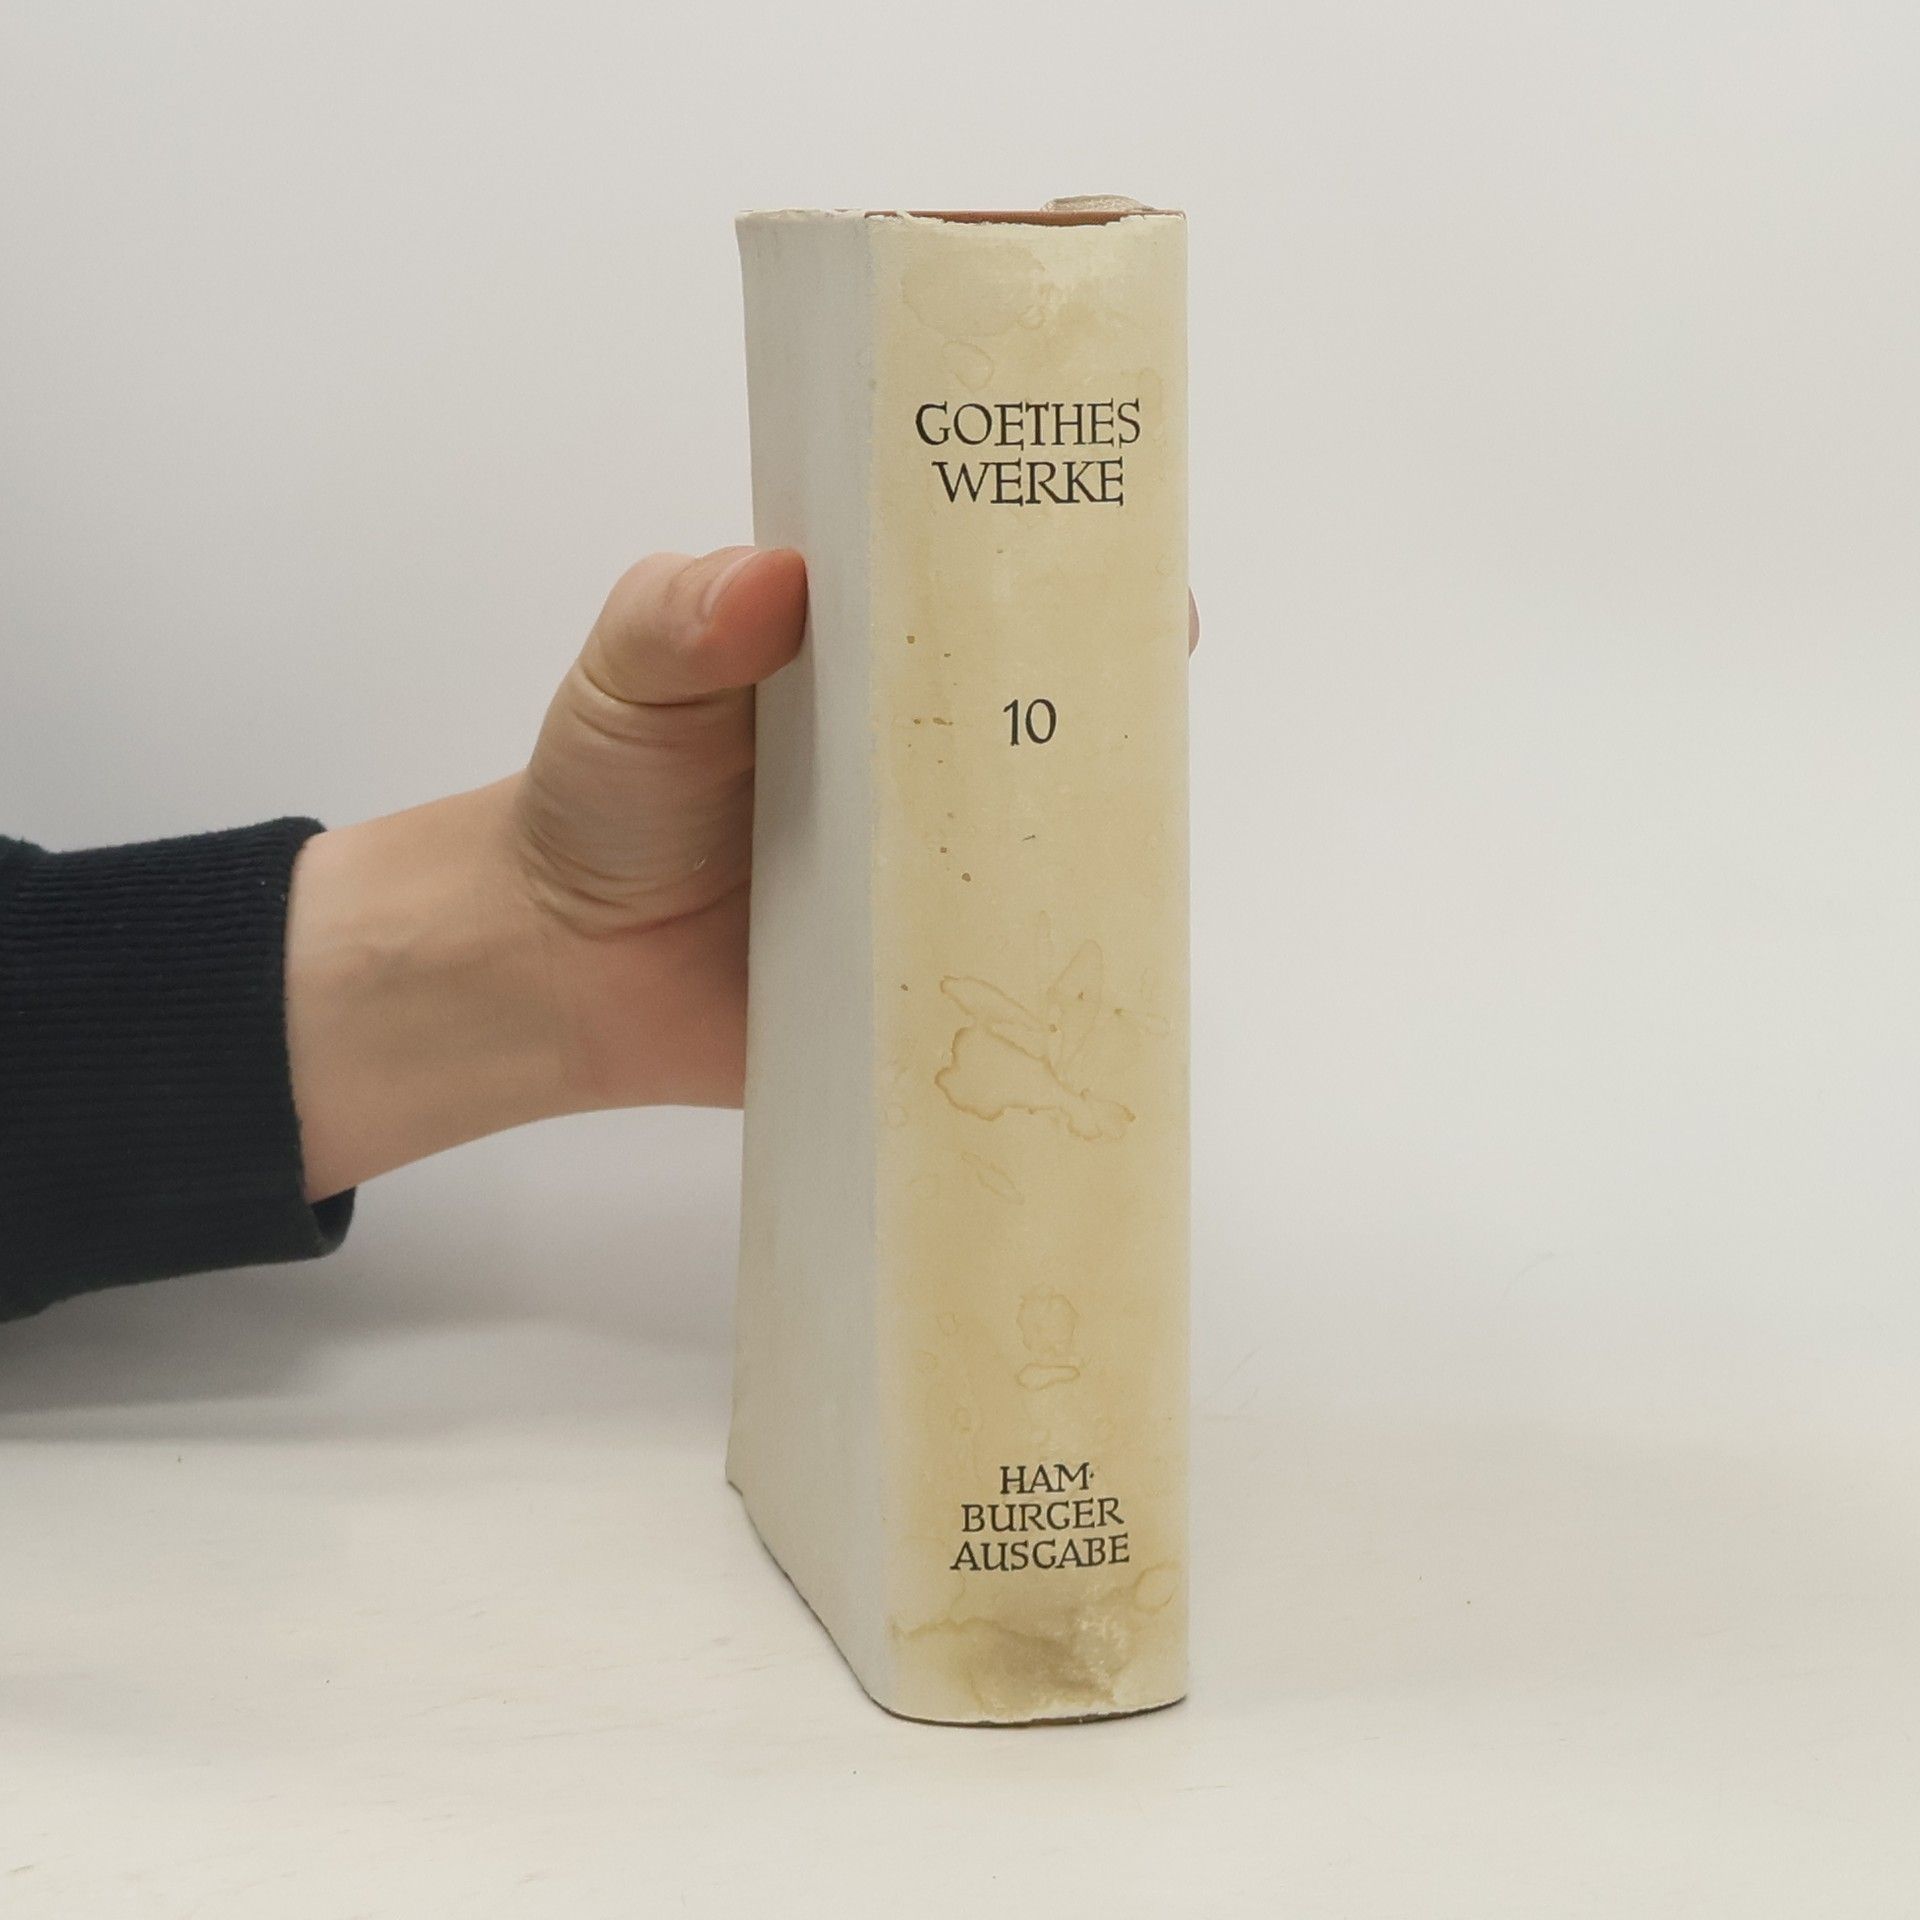 GOETHES
WERKE
10
HAM-
BURGER
AUSGABE